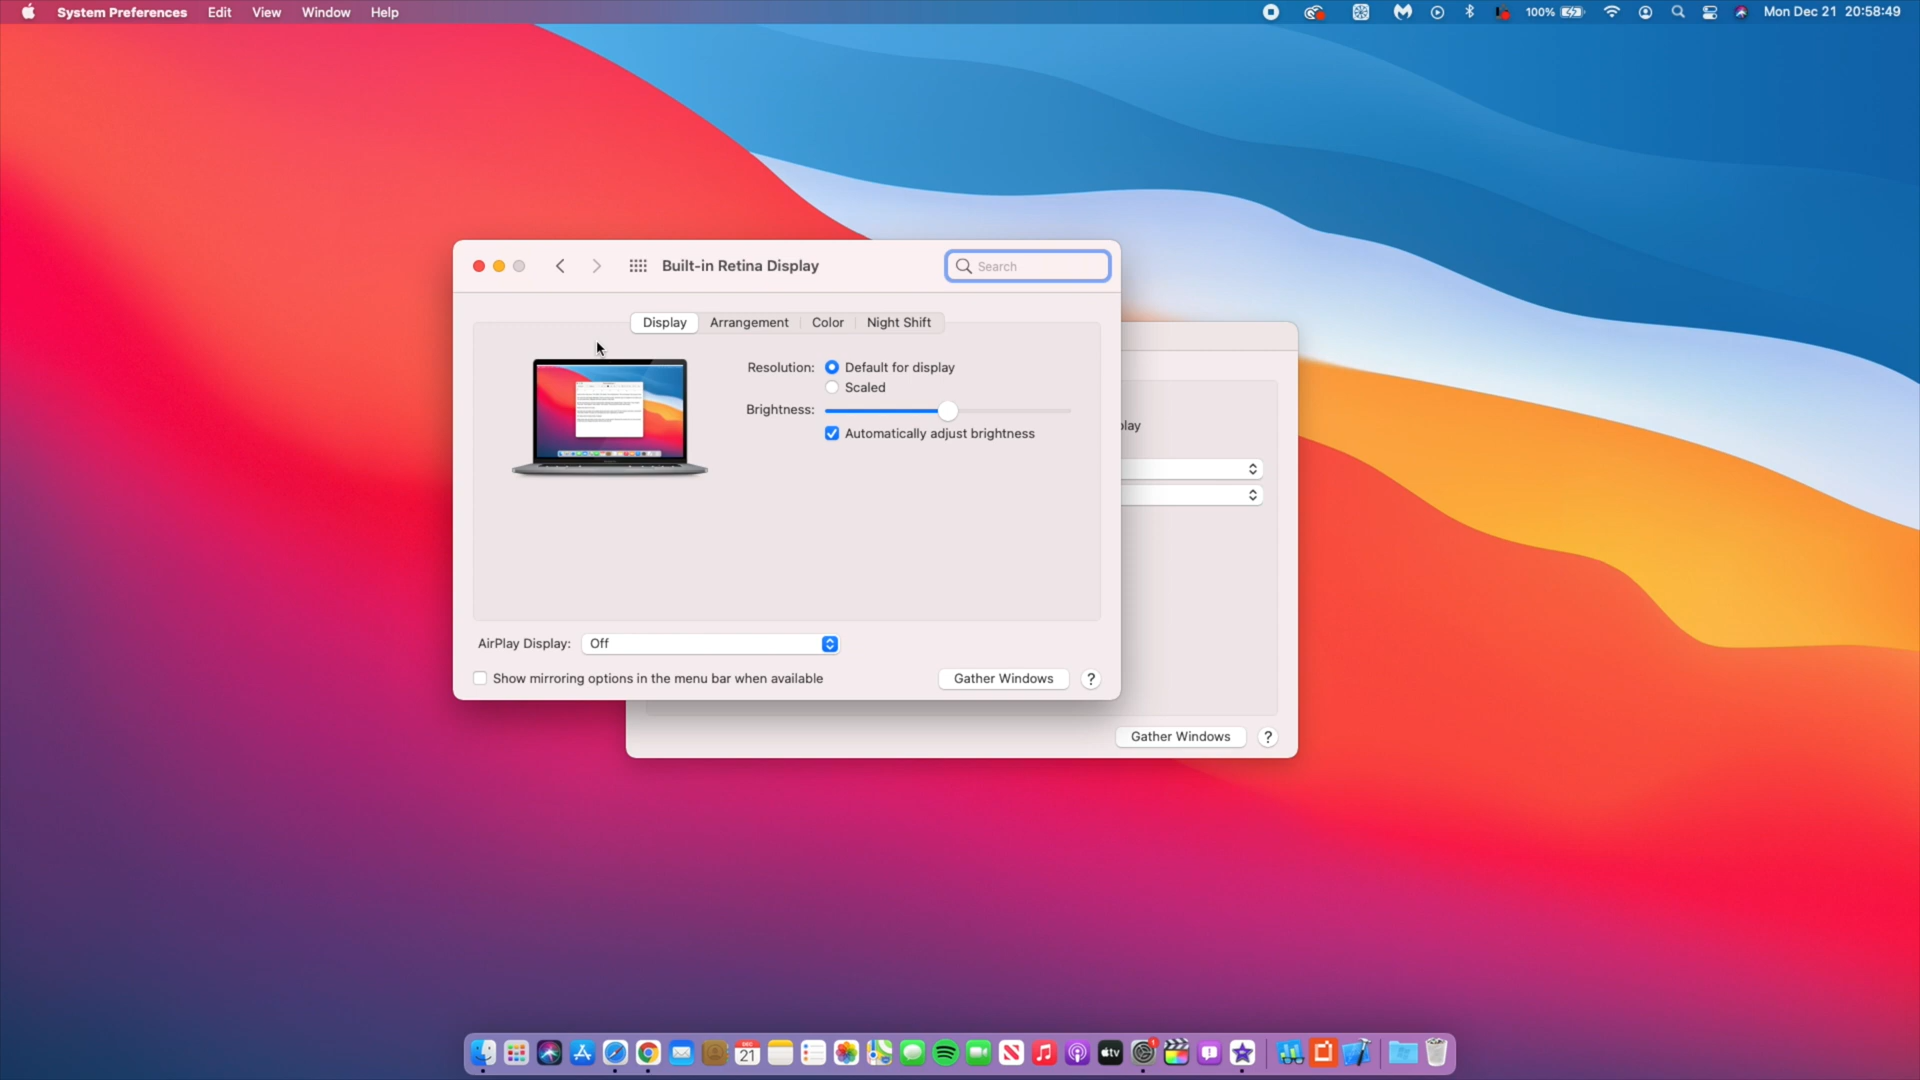 System Preferences Edit View Window Help
100% Mon Dec 21 20:58:49
Built-in Retina Display
Search
Display Arrangement Color Night Shift
Resolution: Default for display
Scaled
Brightness:
Automatically adjust brightness
lay
AirPlay Display: Off
Show mirroring options in the menu bar when available
Gather Windows ?
Gather Windows ?
DEC
21
tv
1